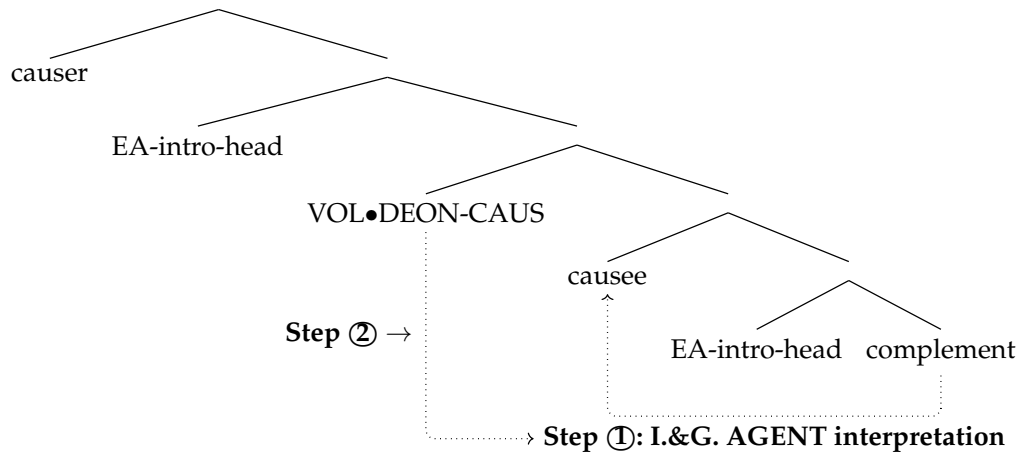 causer
EA-intro-head
VOL●DEON-CAUS
causee
Step ② →
EA-intro-head complement
Step ①: I.&G. AGENT interpretation